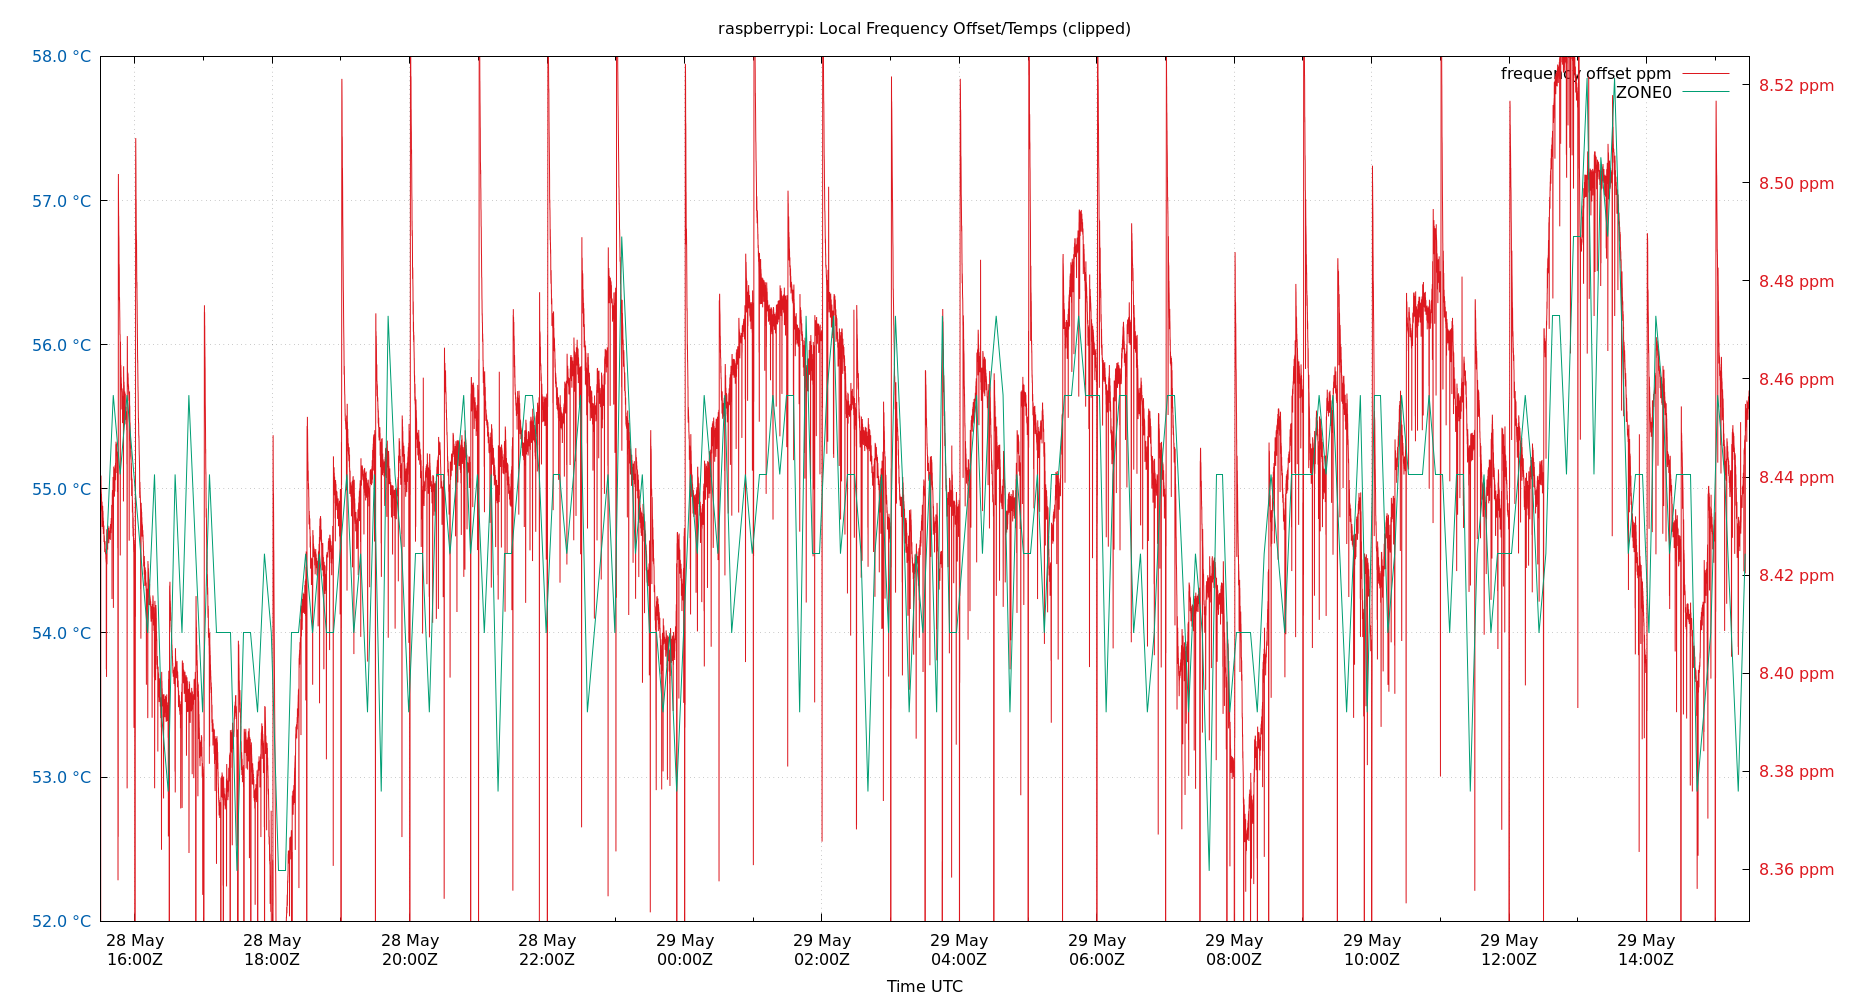 raspberrypi: Local Frequency Offset/Temps (clipped)
58.0 °C
57.0 °C
56.0 °C
55.0 °C
54.0 °C
53.0 °C
52.0 °C
frequency offset ppm
ZONE0
8.52 ppm
8.50 ppm
8.48 ppm
8.46 ppm
8.44 ppm
8.42 ppm
8.40 ppm
8.38 ppm
8.36 ppm
28 May
16:00Z
28 May
18:00Z
28 May
20:00Z
28 May
22:00Z
29 May
00:00Z
29 May
02:00Z
29 May
04:00Z
29 May
06:00Z
29 May
08:00Z
29 May
10:00Z
29 May
12:00Z
29 May
14:00Z
Time UTC